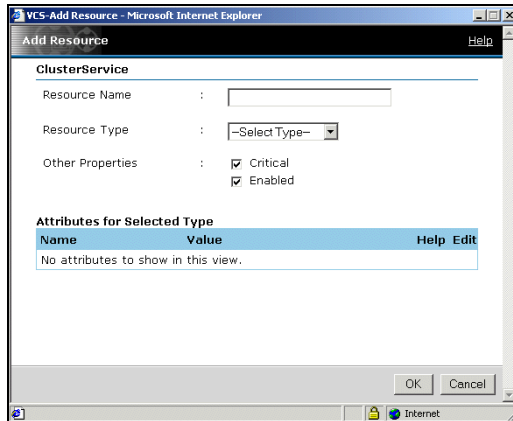 VCS-Add Resource - Microsoft Internet Explorer
Add Resource Help
ClusterService
Resource Name :
Resource Type : --Select Type--
Other Properties : Critical
Enabled
Attributes for Selected Type
Name Value Help Edit
No attributes to show in this view.
OK Cancel
Internet